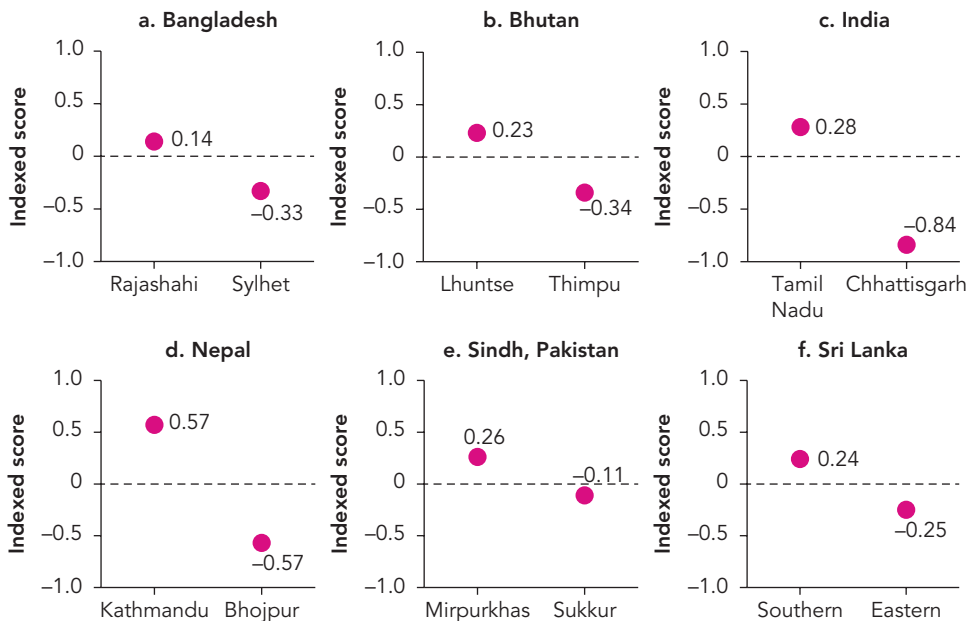 a. Bangladesh
Indexed score
1.0
0.5
0
–0.5
–1.0
0.14
–0.33
Rajashahi
Sylhet
b. Bhutan
Indexed score
1.0
0.5
0
–0.5
–1.0
0.23
–0.34
Lhuntse
Thimpu
c. India
Indexed score
1.0
0.5
0
–0.5
–1.0
0.28
–0.84
Tamil
Nadu
Chhattisgarh
d. Nepal
Indexed score
1.0
0.5
0
–0.5
–1.0
0.57
–0.57
Kathmandu
Bhojpur
e. Sindh, Pakistan
Indexed score
1.0
0.5
0
–0.5
–1.0
0.26
–0.11
Mirpurkhas
Sukkur
f. Sri Lanka
Indexed score
1.0
0.5
0
–0.5
–1.0
0.24
–0.25
Southern
Eastern